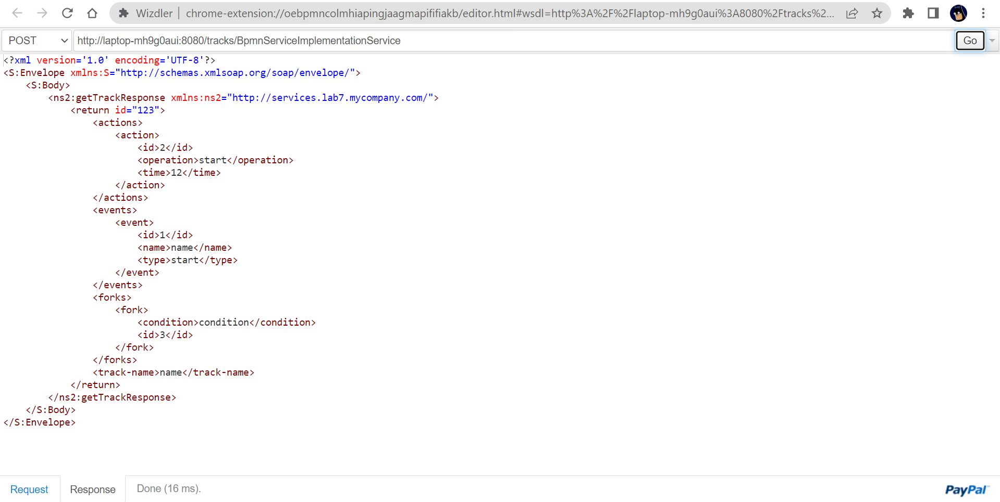 Wizdler | chrome-extension://oebpmncolmhiapingjaagmapififiakb/editor.html#wsdl=http%3A%2F%2Flaptop-mh9g0aui%3A8080%2Ftracks%2...
POST http://laptop-mh9g0aui:8080/tracks/BpmnServiceImplementationService Go
<?xml version='1.0' encoding='UTF-8'?>
<S:Envelope xmlns:S="http://schemas.xmlsoap.org/soap/envelope/">
    <S:Body>
        <ns2:getTrackResponse xmlns:ns2="http://services.lab7.mycompany.com/">
            <return id="123">
                <actions>
                    <action>
                        <id>2</id>
                        <operation>start</operation>
                        <time>12</time>
                    </action>
                </actions>
                <events>
                    <event>
                        <id>1</id>
                        <name>name</name>
                        <type>start</type>
                    </event>
                </events>
                <forks>
                    <fork>
                        <condition>condition</condition>
                        <id>3</id>
                    </fork>
                </forks>
                <track-name>name</track-name>
            </return>
        </ns2:getTrackResponse>
    </S:Body>
</S:Envelope>
Request Response Done (16 ms). PayPal